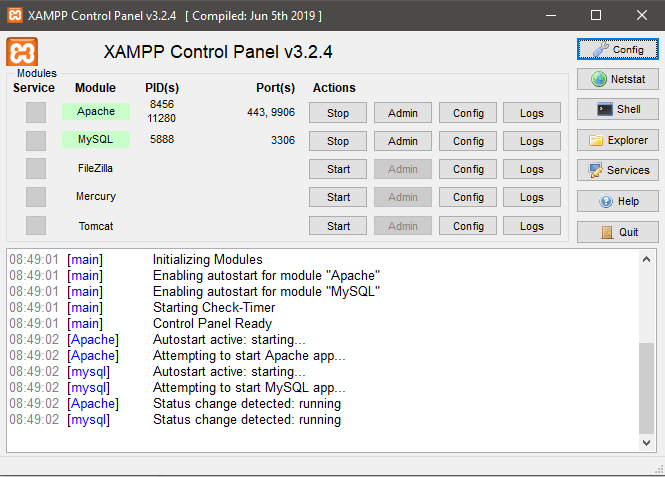 XAMPP Control Panel v3.2.4 [ Compiled: Jun 5th 2019 ]
XAMPP Control Panel v3.2.4
Config
Modules
Service Module PID(s) Port(s) Actions
Netstat
Apache 8456 11280 443, 9906 Stop Admin Config Logs
Shell
MySQL 5888 3306 Stop Admin Config Logs
Explorer
FileZilla Start Admin Config Logs
Services
Mercury Start Admin Config Logs
Help
Tomcat Start Admin Config Logs
Quit
08:49:01 [main] Initializing Modules
08:49:01 [main] Enabling autostart for module "Apache"
08:49:01 [main] Enabling autostart for module "MySQL"
08:49:01 [main] Starting Check-Timer
08:49:01 [main] Control Panel Ready
08:49:02 [Apache] Autostart active: starting...
08:49:02 [Apache] Attempting to start Apache app...
08:49:02 [mysql] Autostart active: starting...
08:49:02 [mysql] Attempting to start MySQL app...
08:49:02 [Apache] Status change detected: running
08:49:02 [mysql] Status change detected: running